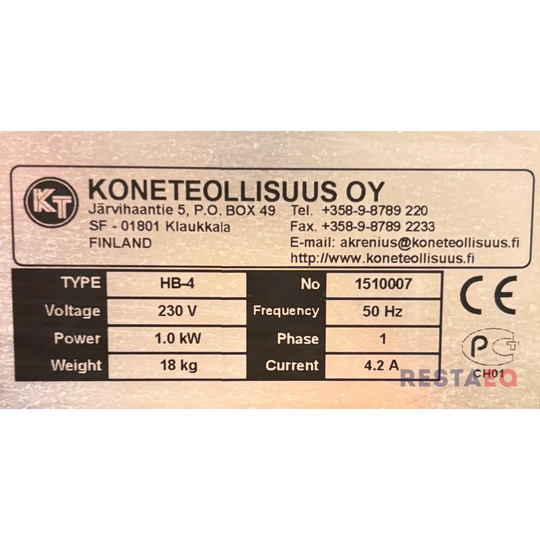 KT
KONETEOLLISUUS OY
Järvihaantie 5, P.O. BOX 49 Tel. +358-9-8789 220
SF - 01801 Klaukkala Fax. +358-9-8789 2233
FINLAND E-mail: akrenius@koneteollisuus.fi
http://www.koneteollisuus.fi
TYPE HB-4 No 1510007
Voltage 230 V Frequency 50 Hz
Power 1.0 kW Phase 1
Weight 18 kg Current 4.2 A
CE
PCT
CH01
RESTAEQ